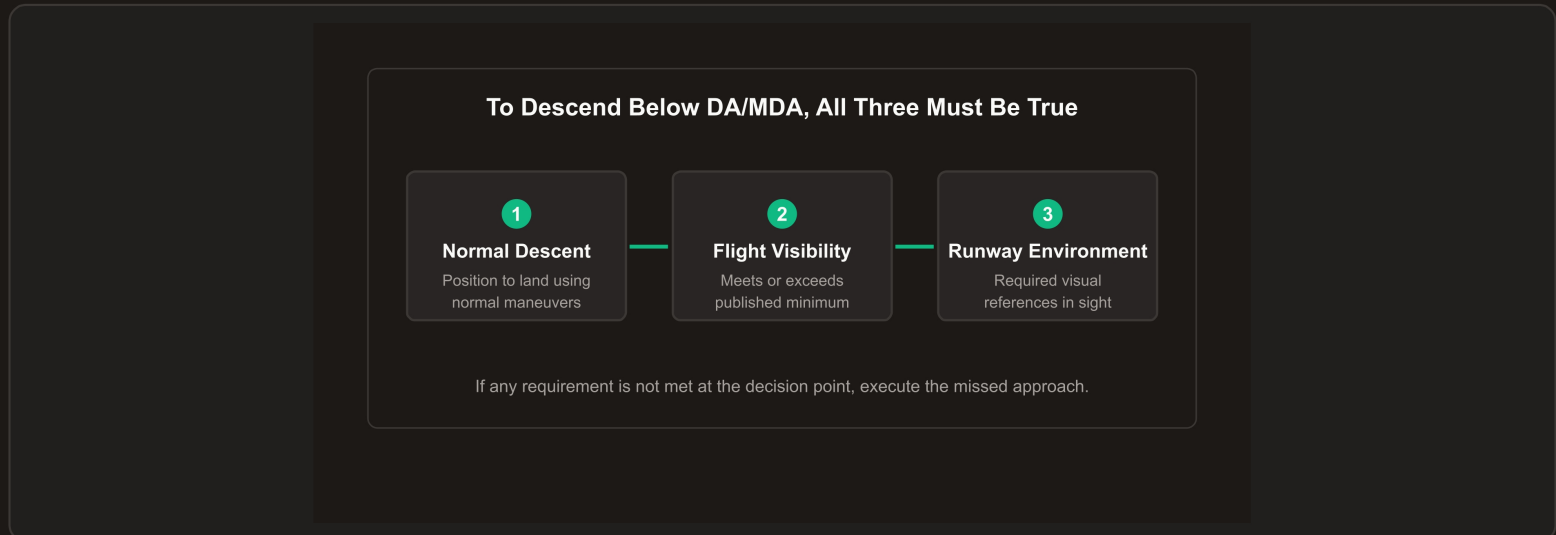 To Descend Below DA/MDA, All Three Must Be True
1
Normal Descent
Position to land using
normal maneuvers
2
Flight Visibility
Meets or exceeds
published minimum
3
Runway Environment
Required visual
references in sight
If any requirement is not met at the decision point, execute the missed approach.